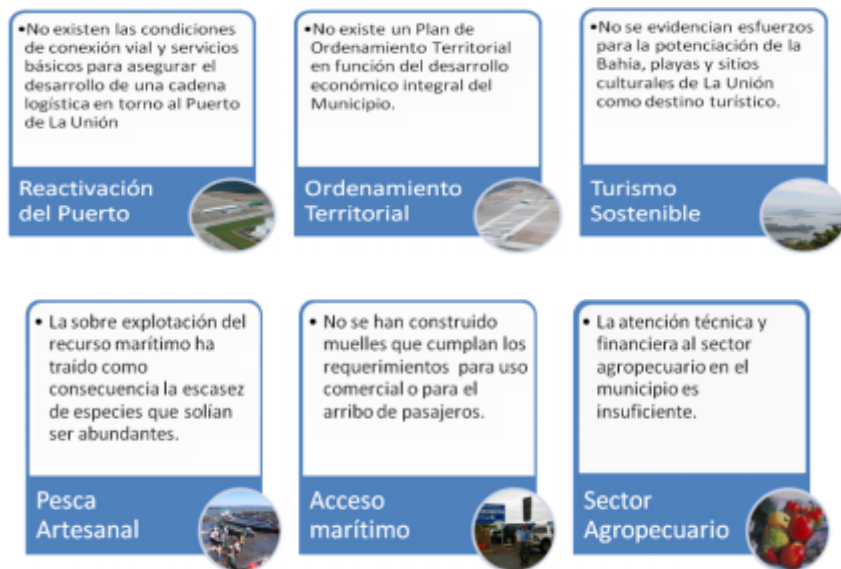 •No existen las condiciones
de conexión vial y servicios
básicos para asegurar el
desarrollo de una cadena
logística en torno al Puerto
de La Unión
Reactivación
del Puerto
•No existe un Plan de
Ordenamiento Territorial
en función del desarrollo
económico integral del
Municipio.
Ordenamiento
Territorial
•No se evidencian esfuerzos
para la potenciación de la
Bahía, playas y sitios
culturales de La Unión
como destino turístico.
Turismo
Sostenible
• La sobre explotación del
recurso marítimo ha
traído como
consecuencia la escasez
de especies que solían
ser abundantes.
Pesca
Artesanal
• No se han construido
muelles que cumplan los
requerimientos para uso
comercial o para el
arribo de pasajeros.
Acceso
marítimo
• La atención técnica y
financiera al sector
agropecuario en el
municipio es
insuficiente.
Sector
Agropecuario